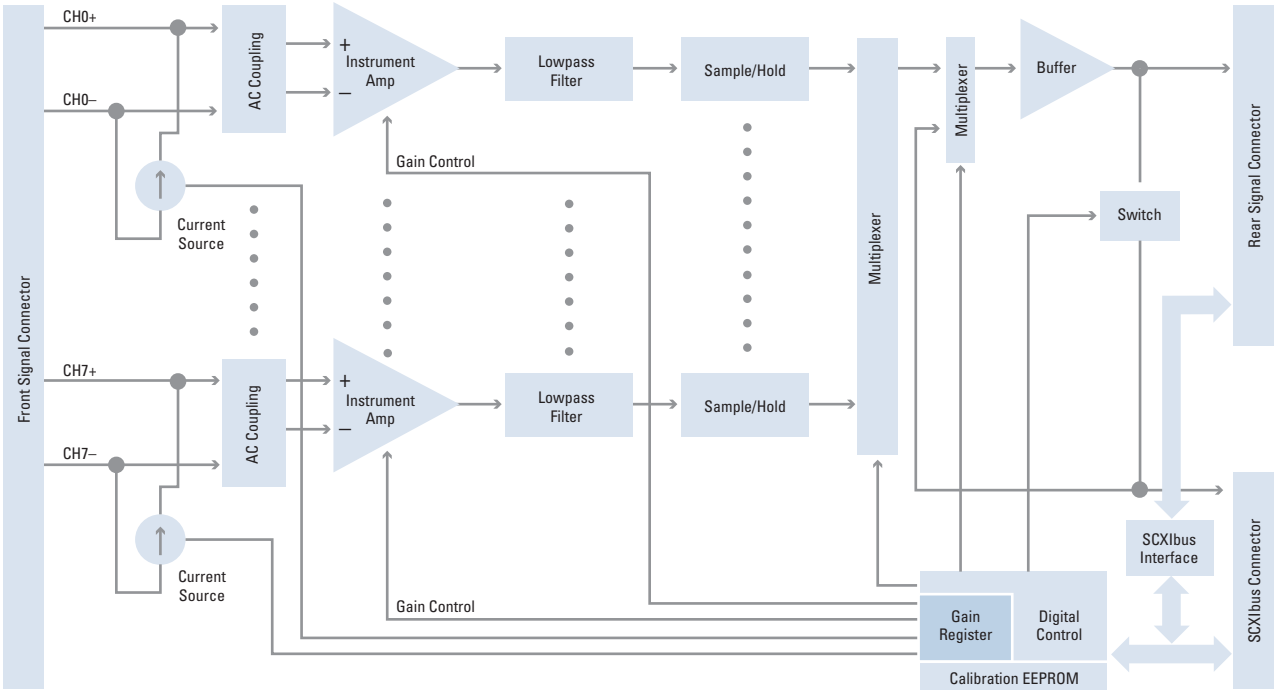 Front Signal Connector
CH0+
CH0–
Current
Source
AC Coupling
+
Instrument
Amp
–
Gain Control
Lowpass
Filter
Sample/Hold
Multiplexer
Multiplexer
Buffer
Switch
Rear Signal Connector
CH7+
CH7–
Current
Source
AC Coupling
+
Instrument
Amp
–
Gain Control
Lowpass
Filter
Sample/Hold
SCXIbus
Interface
SCXIbus Connector
Gain
Register
Digital
Control
Calibration EEPROM